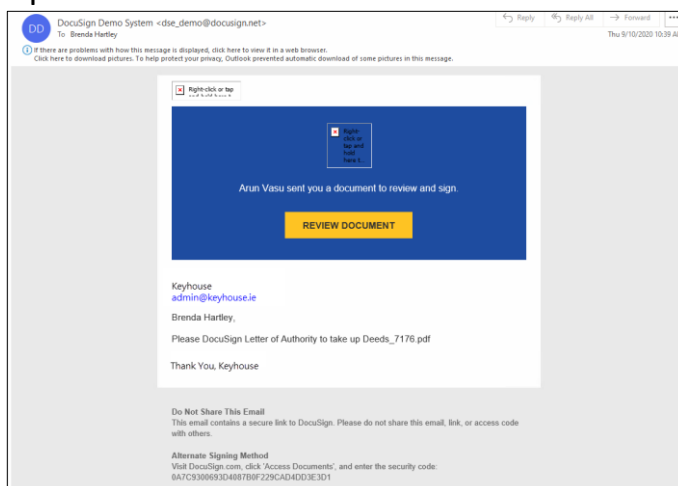 DD
DocuSign Demo System <dse_demo@docusign.net>
To Brenda Hartley
Reply
Reply All
Forward
Thu 9/10/2020 10:39 A
If there are problems with how this message is displayed, click here to view it in a web browser.
Click here to download pictures. To help protect your privacy, Outlook prevented automatic download of some pictures in this message.
Right-click or tap
and hold here t
Right-
click or
tap and
hold
here t...
Arun Vasu sent you a document to review and sign.
REVIEW DOCUMENT
Keyhouse
admin@keyhouse.ie
Brenda Hartley,
Please DocuSign Letter of Authority to take up Deeds_7176.pdf
Thank You, Keyhouse
Do Not Share This Email
This email contains a secure link to DocuSign. Please do not share this email, link, or access code
with others.
Alternate Signing Method
Visit DocuSign.com, click 'Access Documents', and enter the security code:
0A7C9300693D4087B0F229CAD4DD3E3D1